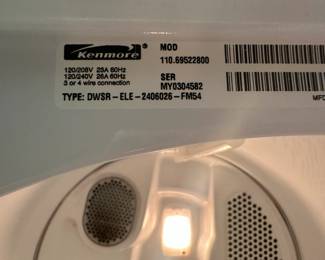 Kenmore
MOD
110.69522800
120/208V 23A 60Hz
120/240V 26A 60Hz
3 or 4 wire connection
SER
MY0304582
TYPE: DWSR-ELE-2406026-FM54